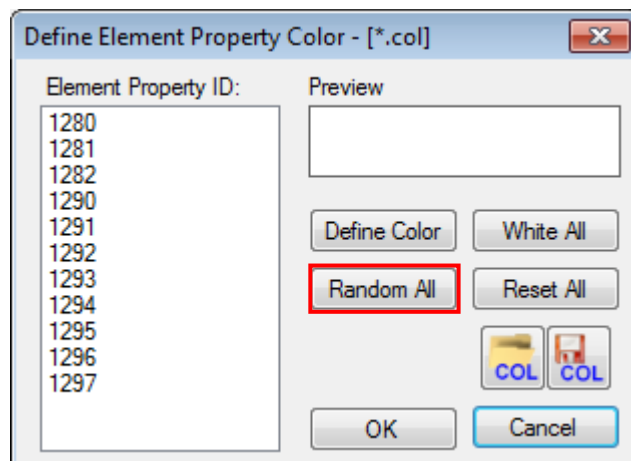 Define Element Property Color - [*.col]
Element Property ID:
1280
1281
1282
1290
1291
1292
1293
1294
1295
1296
1297
Preview
Define Color
White All
Random All
Reset All
COL
COL
OK
Cancel